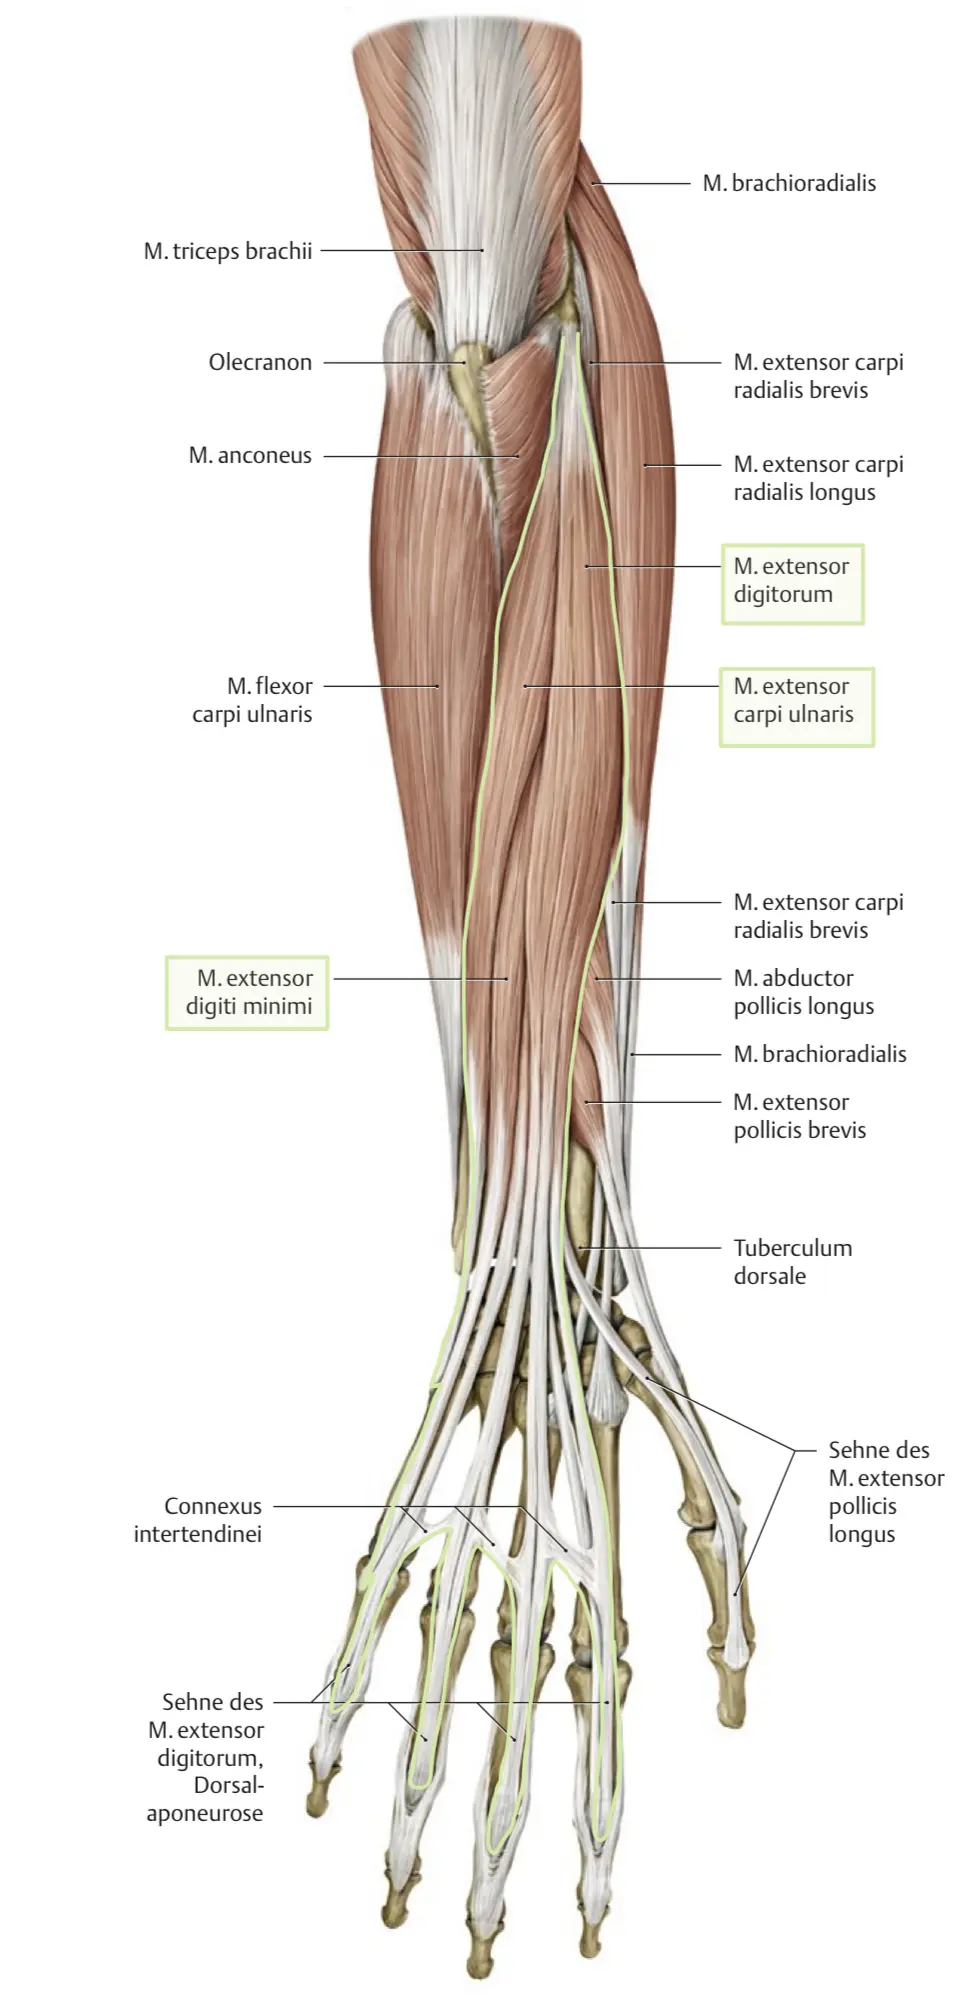 M. brachioradialis
M. triceps brachii
Olecranon
M. extensor carpi
radialis brevis
M. anconeus
M. extensor carpi
radialis longus
M. extensor
digitorum
M. flexor
carpi ulnaris
M. extensor
carpi ulnaris
M. extensor carpi
radialis brevis
M. extensor
digiti minimi
M. abductor
pollicis longus
M. brachioradialis
M. extensor
pollicis brevis
Tuberculum
dorsale
Sehne des
M. extensor
pollicis
longus
Connexus
intertendinei
Sehne des
M. extensor
digitorum,
Dorsal-
aponeurose